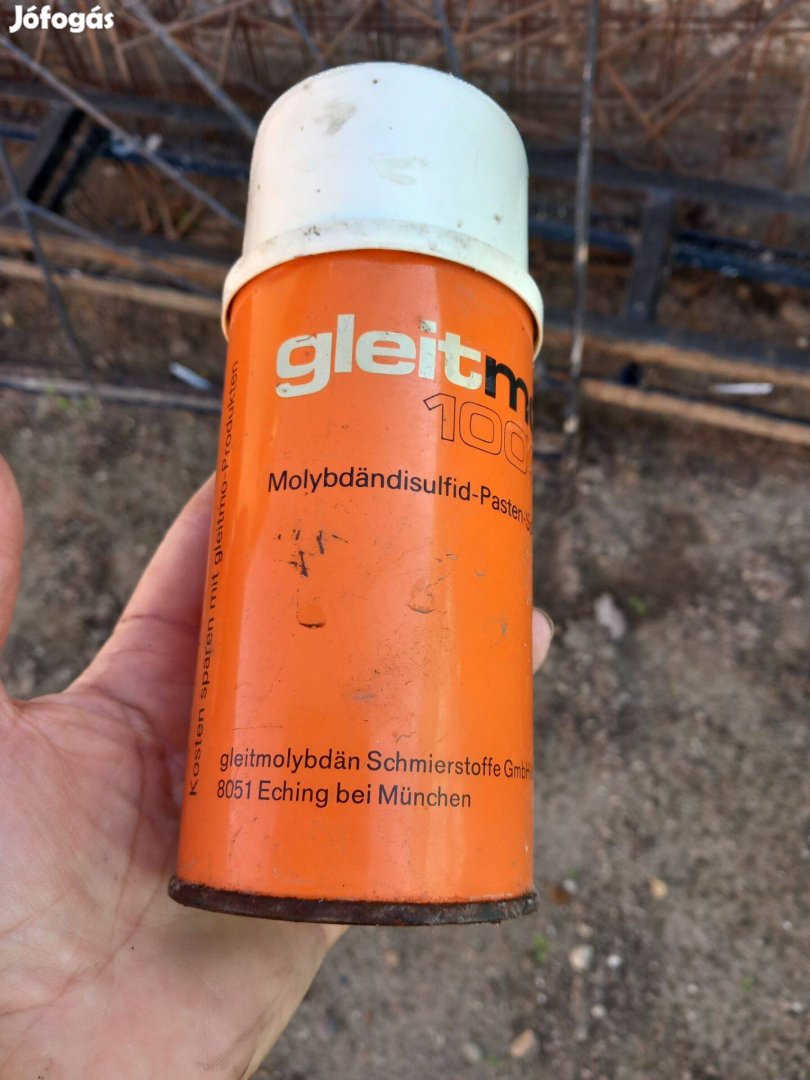 Jófogás
gleitm
100
Molybdändisulfid-Pasten-S
gleitmolybdän Schmierstoffe GmbH
8051 Eching bei München
Kosten sparen mit gleitmo-Produkten